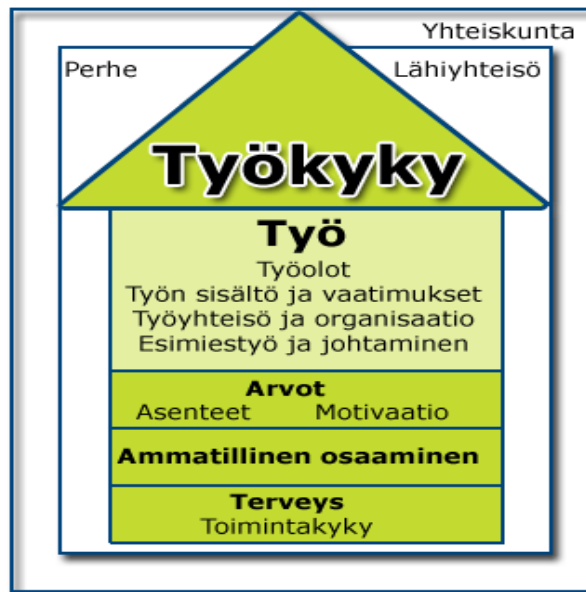 Yhteiskunta
Perhe Lähiyhteisö
Työkyky
Työ
Työolot
Työn sisältö ja vaatimukset
Työyhteisö ja organisaatio
Esimiestyö ja johtaminen
Arvot
Asenteet Motivaatio
Ammatillinen osaaminen
Terveys
Toimintakyky